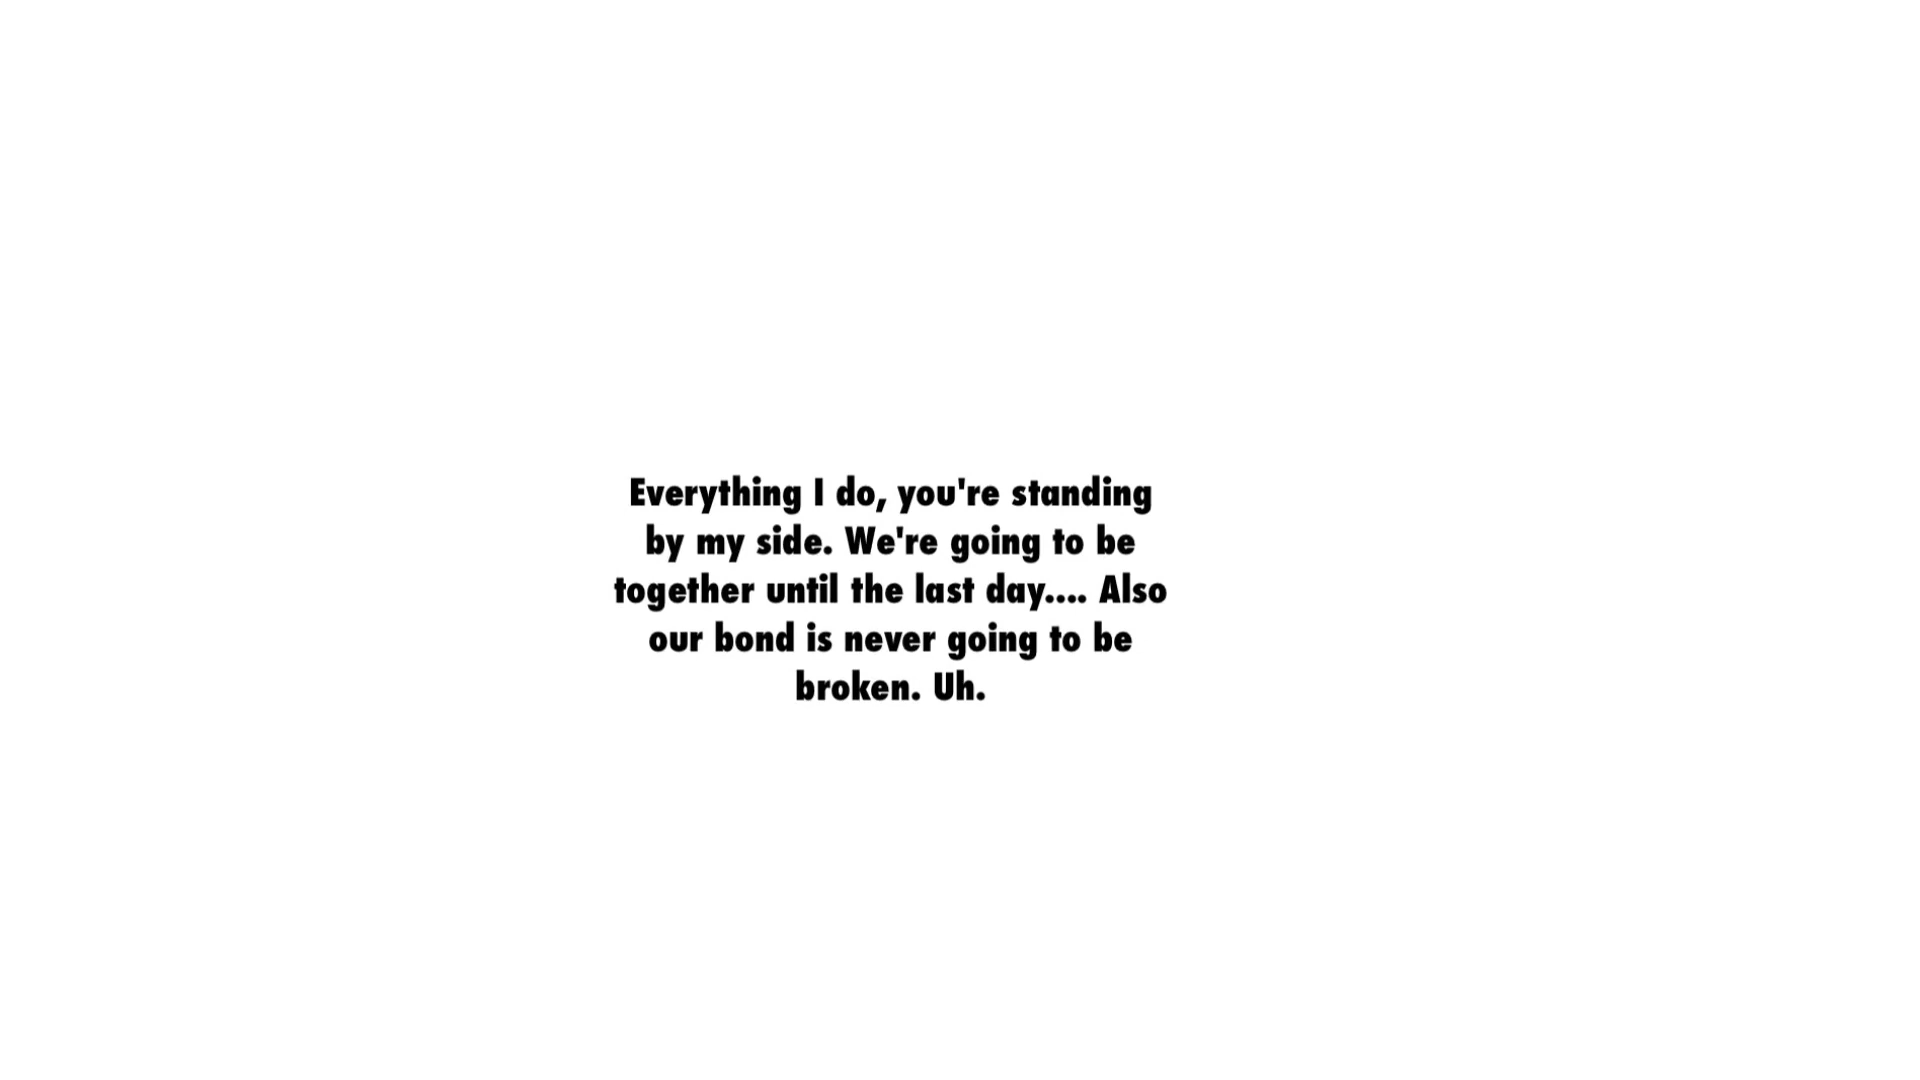 Everything I do, you're standing
by my side. We're going to be
together until the last day.... Also
our bond is never going to be
broken. Uh.